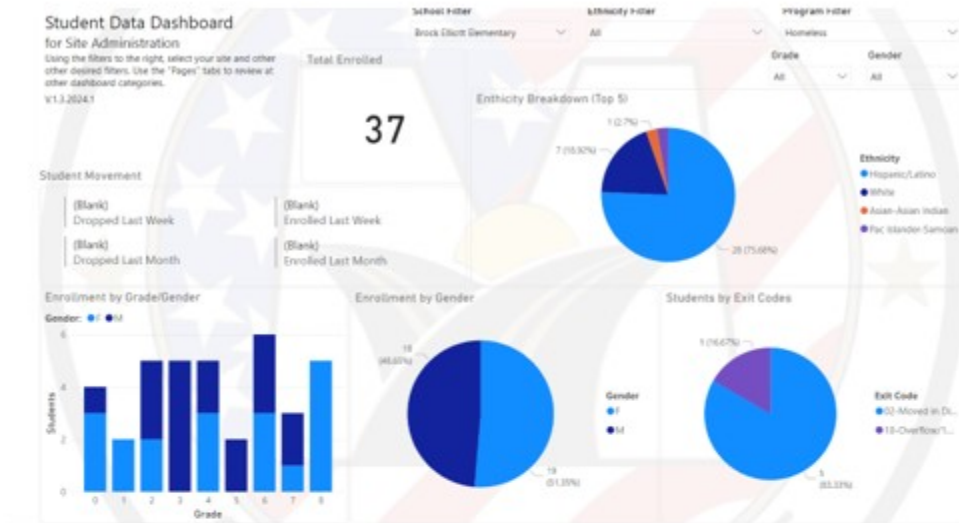 Student Data Dashboard
for Site Administration
Using the filters to the right, select your site and other
other desired filters. Use the "Pages" tabs to review at
other dashboard categories.
V.1.3.2024.1
School Filter
Brock Elliott Elementary
Ethnicity Filter
All
Program Filter
Homeless
Grade
All
Gender
All
Total Enrolled
37
Enthicity Breakdown (Top 5)
1 (2.7%)
7 (18.92%)
28 (75.68%)
Ethnicity
Hispanic/Latino
White
Asian-Asian Indian
Pac Islander-Samoan
Student Movement
(Blank)
Dropped Last Week
(Blank)
Enrolled Last Week
(Blank)
Dropped Last Month
(Blank)
Enrolled Last Month
Enrollment by Grade/Gender
Gender: F M
Students
6
4
2
0
0 1 2 3 4 5 6 7 8
Grade
Enrollment by Gender
18
(48.65%)
19
(51.35%)
Gender
F
M
Students by Exit Codes
1 (16.67%)
5
(83.33%)
Exit Code
02-Moved in Di...
18-Overflow/T...